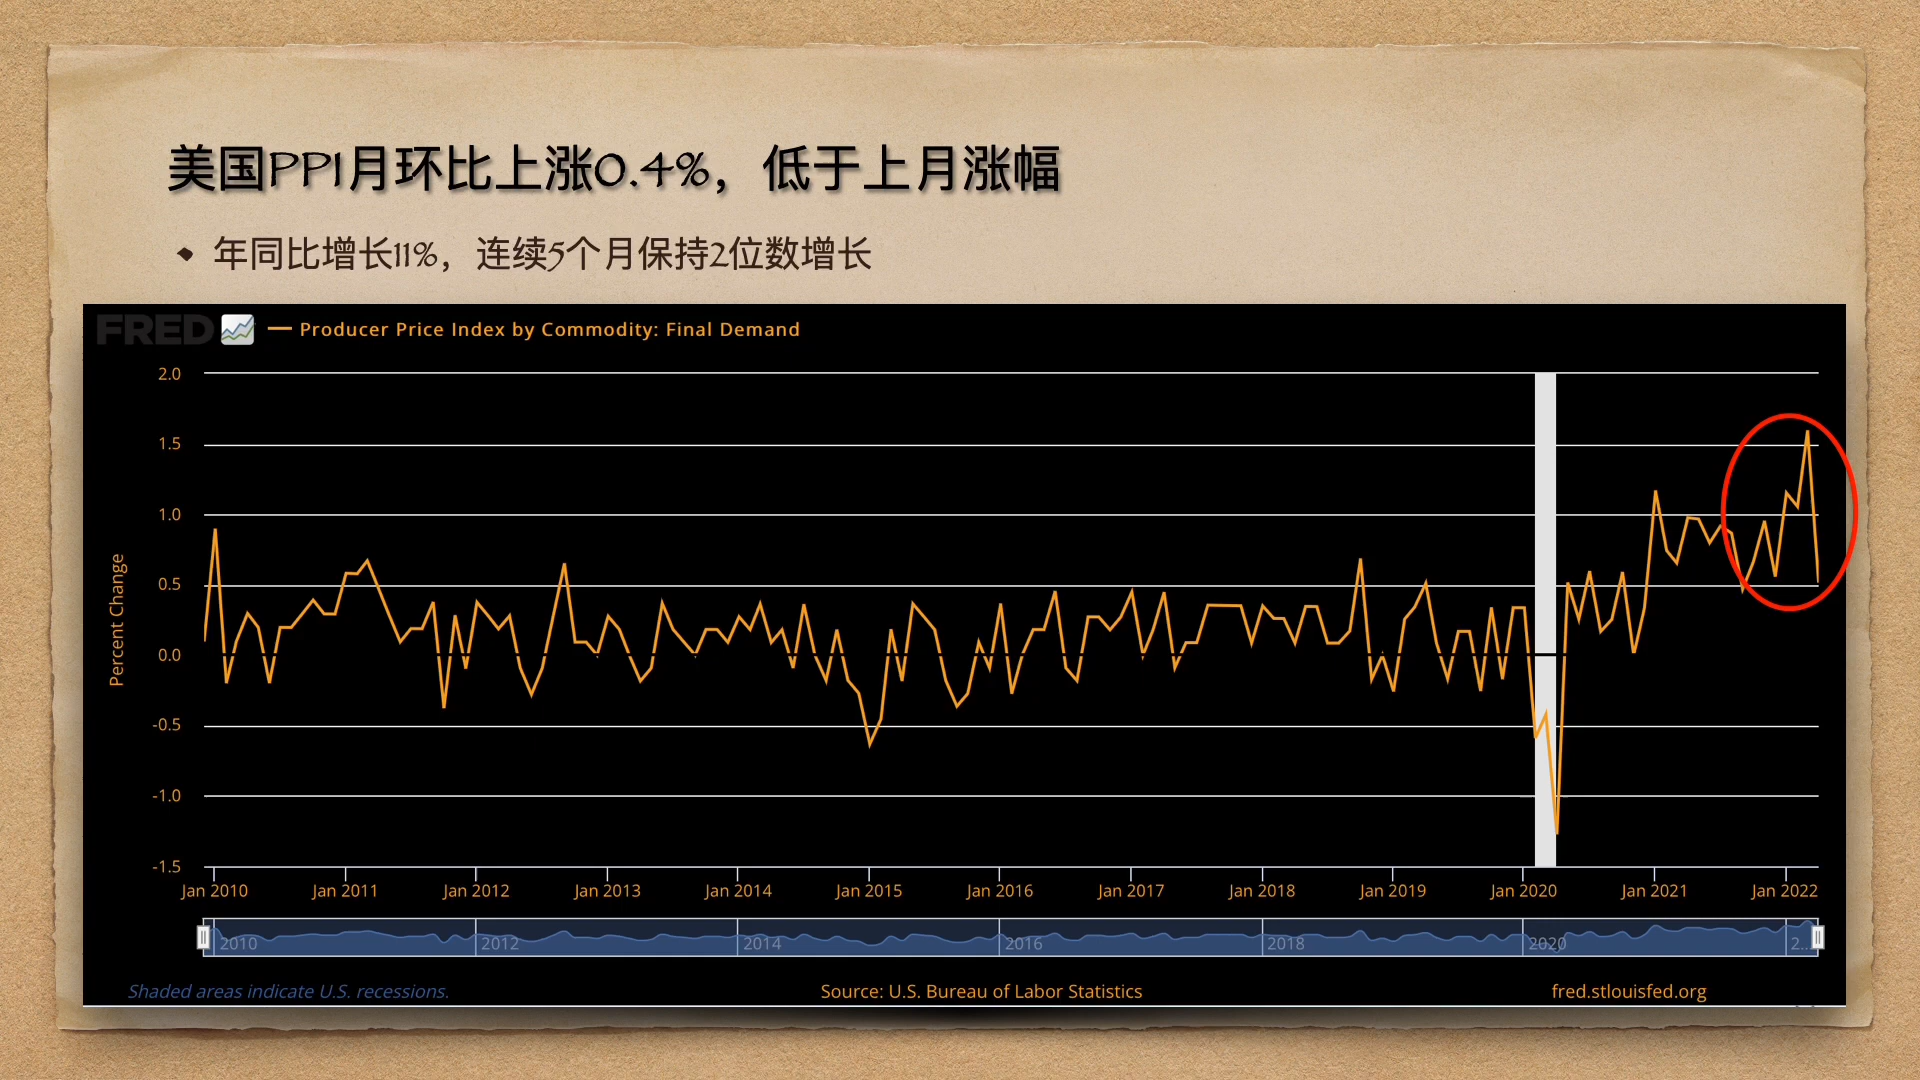 美国PPI月环比上涨0.4%，低于上月涨幅
年同比增长11%，连续5个月保持2位数增长
FRED — Producer Price Index by Commodity: Final Demand
2.0
1.5
1.0
0.5
0.0
-0.5
-1.0
-1.5
Percent Change
Jan 2010 Jan 2011 Jan 2012 Jan 2013 Jan 2014 Jan 2015 Jan 2016 Jan 2017 Jan 2018 Jan 2019 Jan 2020 Jan 2021 Jan 2022
2010 2012 2014 2016 2018 2020 2...
Shaded areas indicate U.S. recessions. Source: U.S. Bureau of Labor Statistics fred.stlouisfed.org